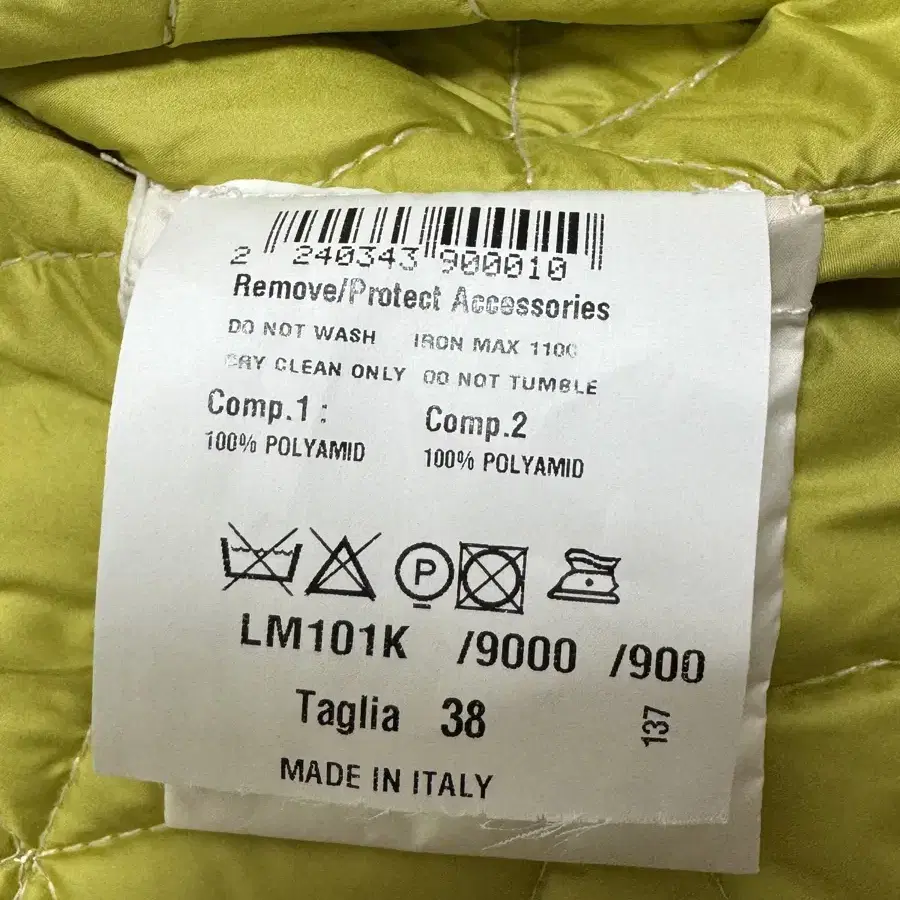 2 240343 900010
Remove/Protect Accessories
DO NOT WASH IRON MAX 110C
DRY CLEAN ONLY DO NOT TUMBLE
Comp.1 : Comp.2
100% POLYAMID 100% POLYAMID
P
LM101K /9000 /900
Taglia 38 137
MADE IN ITALY